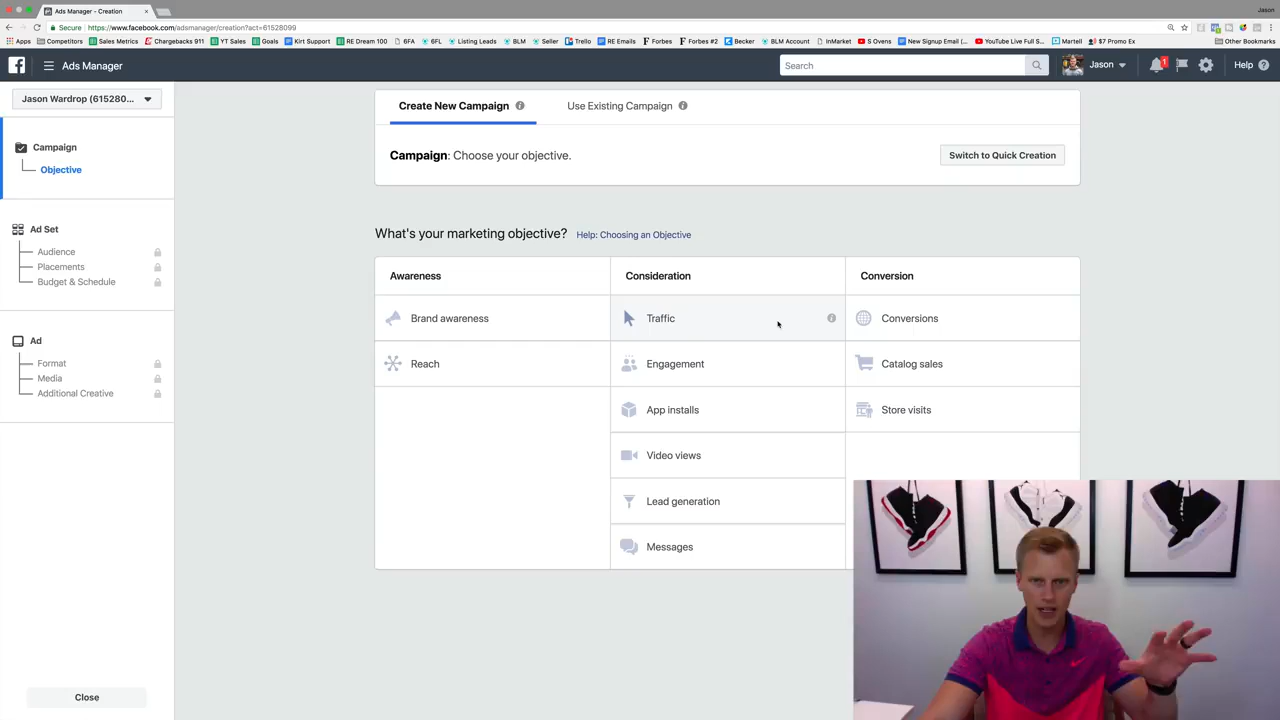 Ads Manager - Creation
Jason
Secure
https://www.facebook.com/adsmanager/creation?act=61528099
Apps
Competitors
Sales Metrics
Chargebacks 911
YT Sales
Goals
Kirt Support
RE Dream 100
6FA
6FL
Listing Leads
BLM
Seller
Trello
RE Emails
Forbes
Forbes #2
Becker
BLM Account
InMarket
S Ovens
New Signup Email (...
YouTube Live Full S...
Martell
$7 Promo Ex
Other Bookmarks
Ads Manager
Search
Jason
1
Help
Jason Wardrop (615280...
Create New Campaign
Use Existing Campaign
Campaign
Objective
Campaign: Choose your objective.
Switch to Quick Creation
Ad Set
Audience
Placements
Budget & Schedule
What's your marketing objective?
Help: Choosing an Objective
Awareness
Consideration
Conversion
Brand awareness
Traffic
Conversions
Reach
Engagement
Catalog sales
App installs
Store visits
Video views
Lead generation
Messages
Ad
Format
Media
Additional Creative
Close